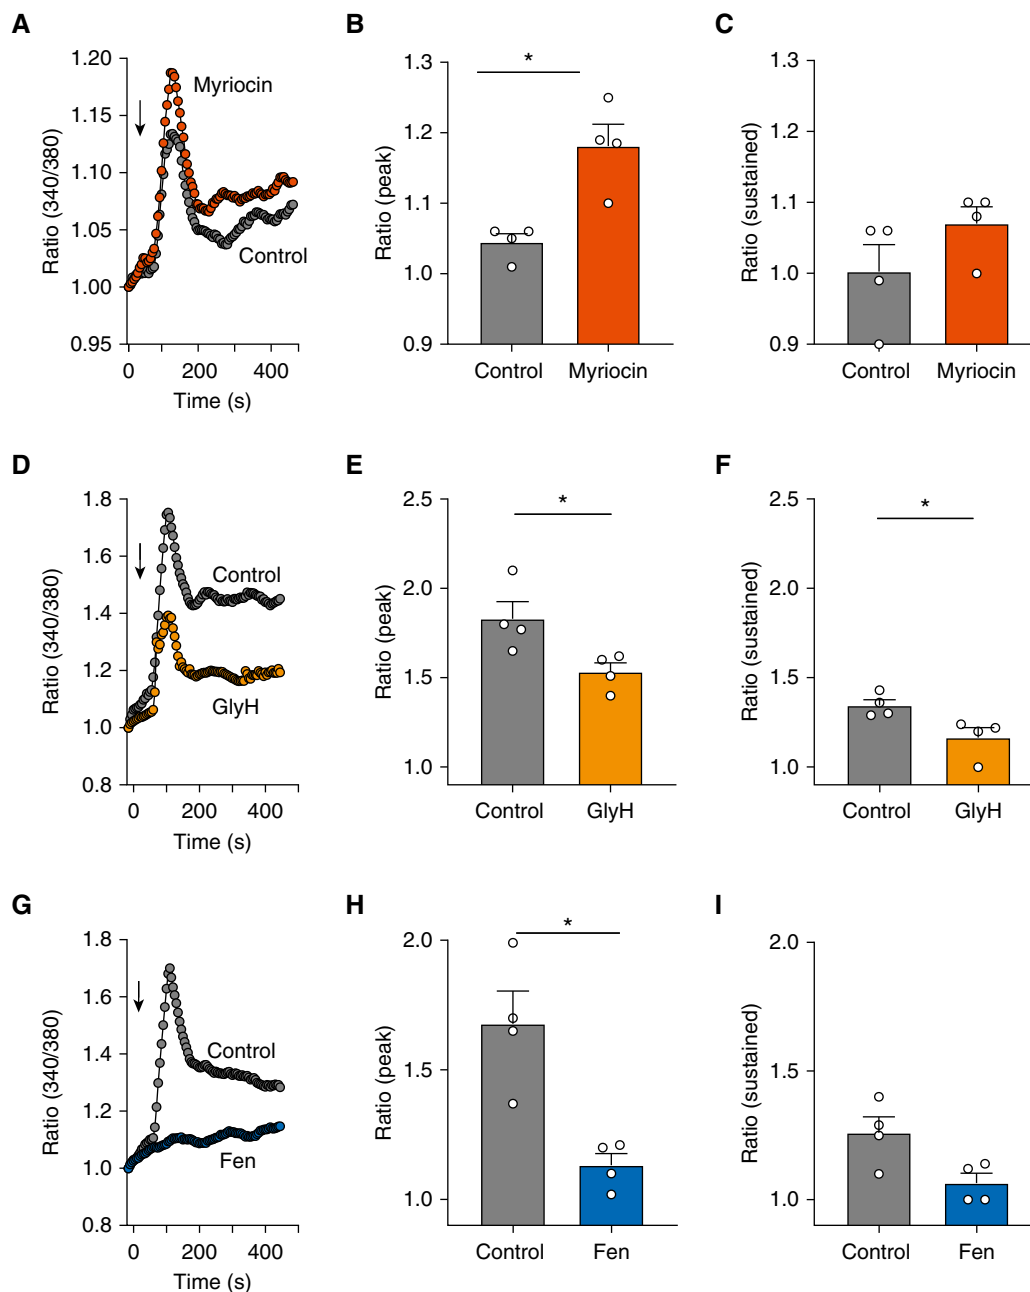 A
Ratio (340/380)
1.20
1.15
1.10
1.05
1.00
0.95
Myriocin
Control
0
200
400
Time (s)
B
Ratio (peak)
1.3
1.2
1.1
1.0
0.9
*
Control
Myriocin
C
Ratio (sustained)
1.3
1.2
1.1
1.0
0.9
Control
Myriocin
D
Ratio (340/380)
1.8
1.6
1.4
1.2
1.0
0.8
Control
GlyH
0
200
400
Time (s)
E
Ratio (peak)
2.5
2.0
1.5
1.0
*
Control
GlyH
F
Ratio (sustained)
2.5
2.0
1.5
1.0
*
Control
GlyH
G
Ratio (340/380)
1.8
1.6
1.4
1.2
1.0
0.8
Control
Fen
0
200
400
Time (s)
H
Ratio (peak)
2.0
1.5
1.0
*
Control
Fen
I
Ratio (sustained)
2.0
1.5
1.0
Control
Fen